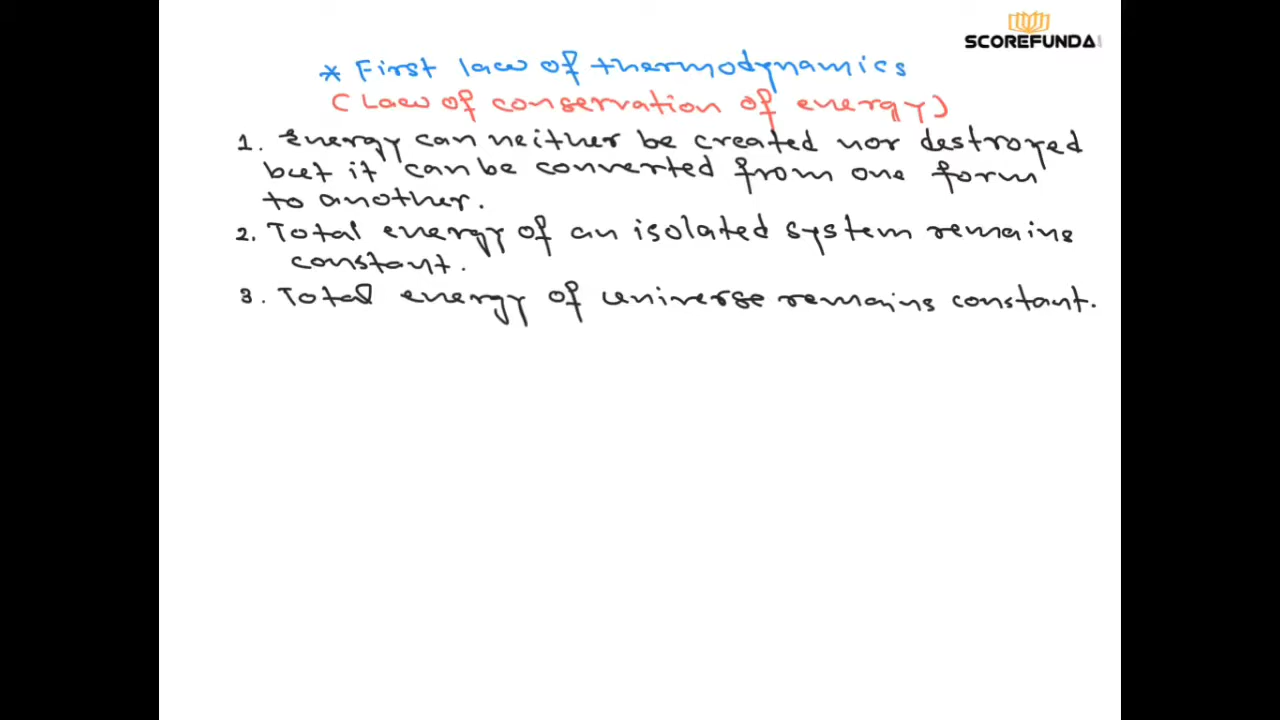 SCOREFUNDA
* First law of thermodynamics
(Law of conservation of energy)
1. Energy can neither be created nor destroyed
but it can be converted from one form
to another.
2. Total energy of an isolated system remains
constant.
3. Total energy of universe remains constant.